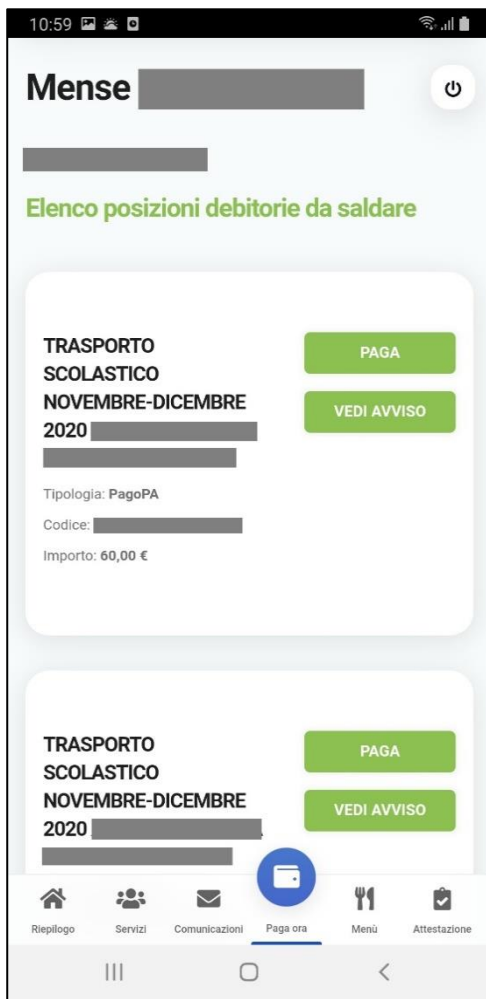 10:59
Mense
Elenco posizioni debitorie da saldare
TRASPORTO
SCOLASTICO
NOVEMBRE-DICEMBRE
2020
PAGA
VEDI AVVISO
Tipologia: PagoPA
Codice:
Importo: 60,00 €
TRASPORTO
SCOLASTICO
NOVEMBRE-DICEMBRE
2020
PAGA
VEDI AVVISO
Riepilogo
Servizi
Comunicazioni
Paga ora
Menù
Attestazione